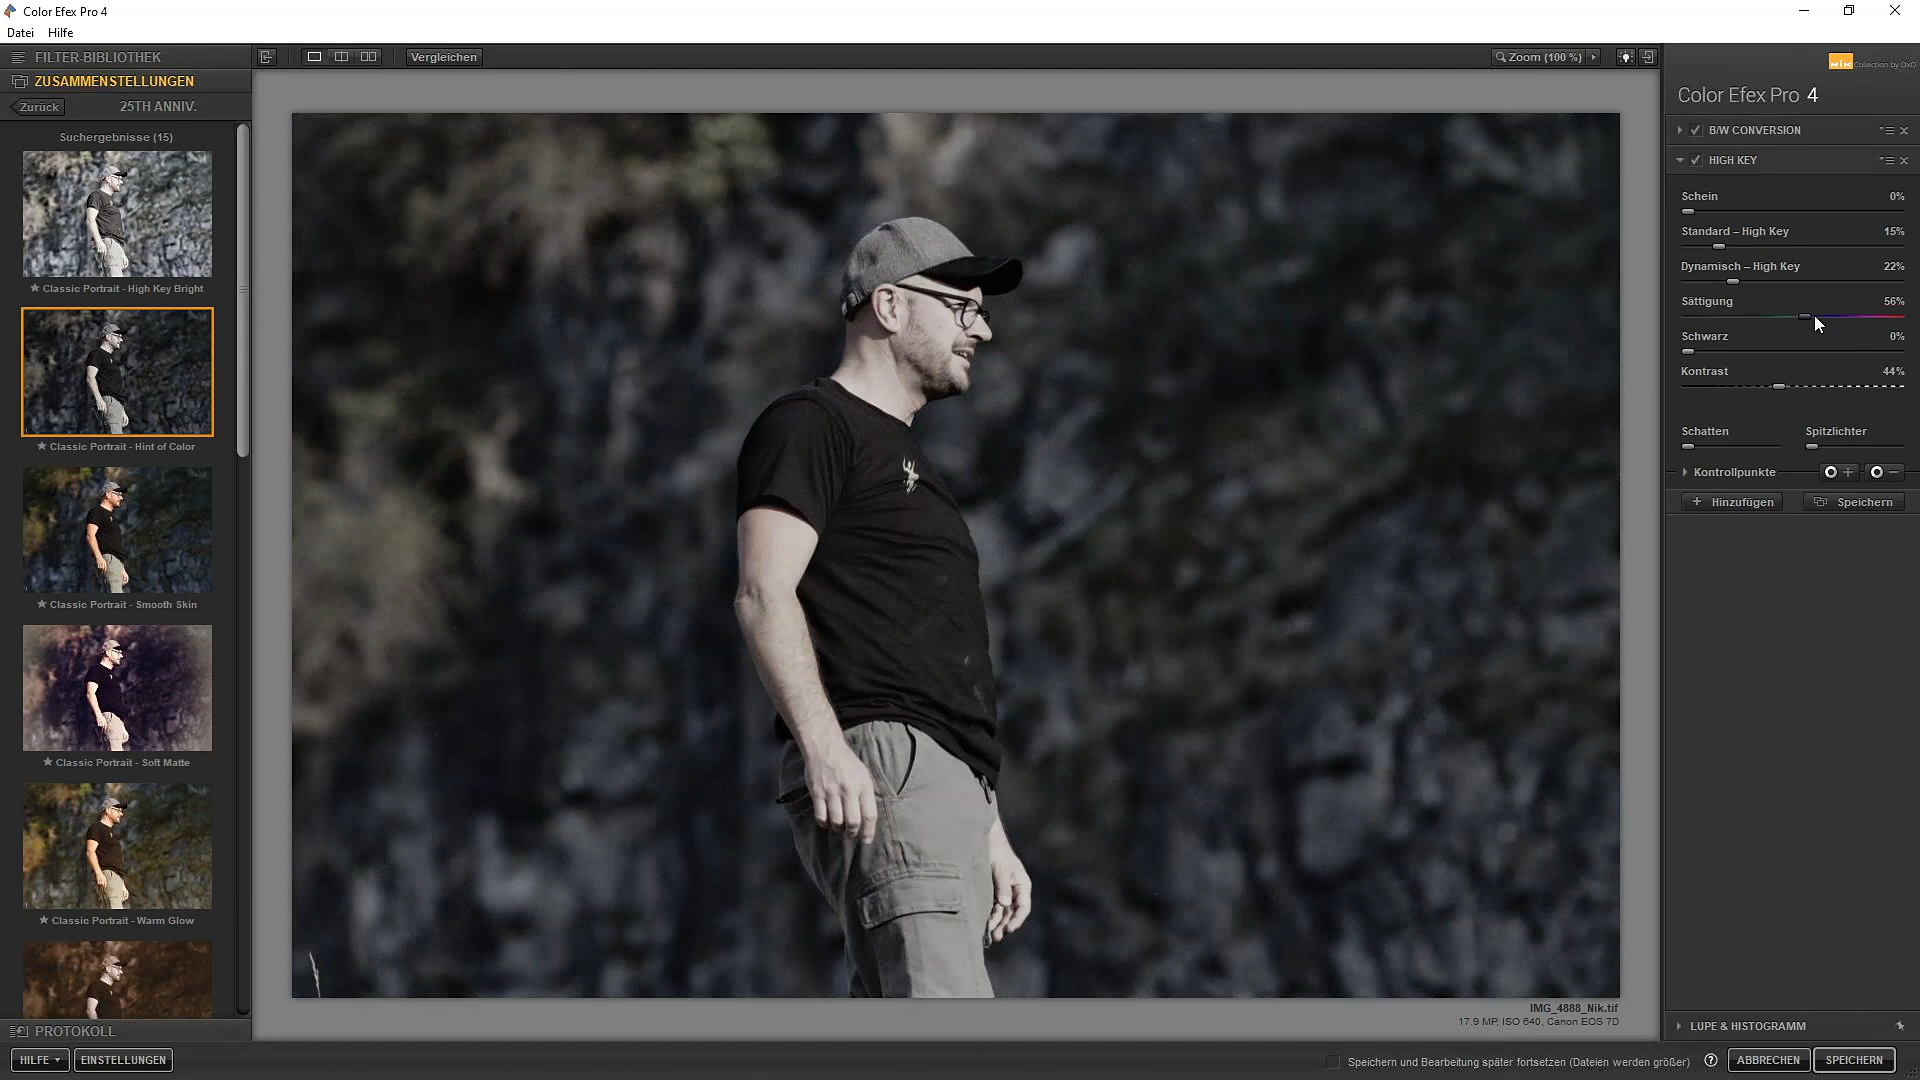 Color Efex Pro 4
Datei Hilfe
FILTER-BIBLIOTHEK
ZUSAMMENSTELLUNGEN
Zurück 25TH ANNIV.
Suchergebnisse (15)
★ Classic Portrait - High Key Bright
★ Classic Portrait - Hint of Color
★ Classic Portrait - Smooth Skin
★ Classic Portrait - Soft Matte
★ Classic Portrait - Warm Glow
PROTOKOLL
HILFE EINSTELLUNGEN
Vergleichen
Zoom (100 %)
IMG_4888_Nik.tif
17.9 MP, ISO 640, Canon EOS 7D
Nik Collection by DxO
Color Efex Pro 4
B/W CONVERSION
HIGH KEY
Schein 0%
Standard – High Key 15%
Dynamisch – High Key 22%
Sättigung 56%
Schwarz 0%
Kontrast 44%
Schatten Spitzlichter
Kontrollpunkte
Hinzufügen Speichern
LUPE & HISTOGRAMM
Speichern und Bearbeitung später fortsetzen (Dateien werden größer) ? ABBRECHEN SPEICHERN